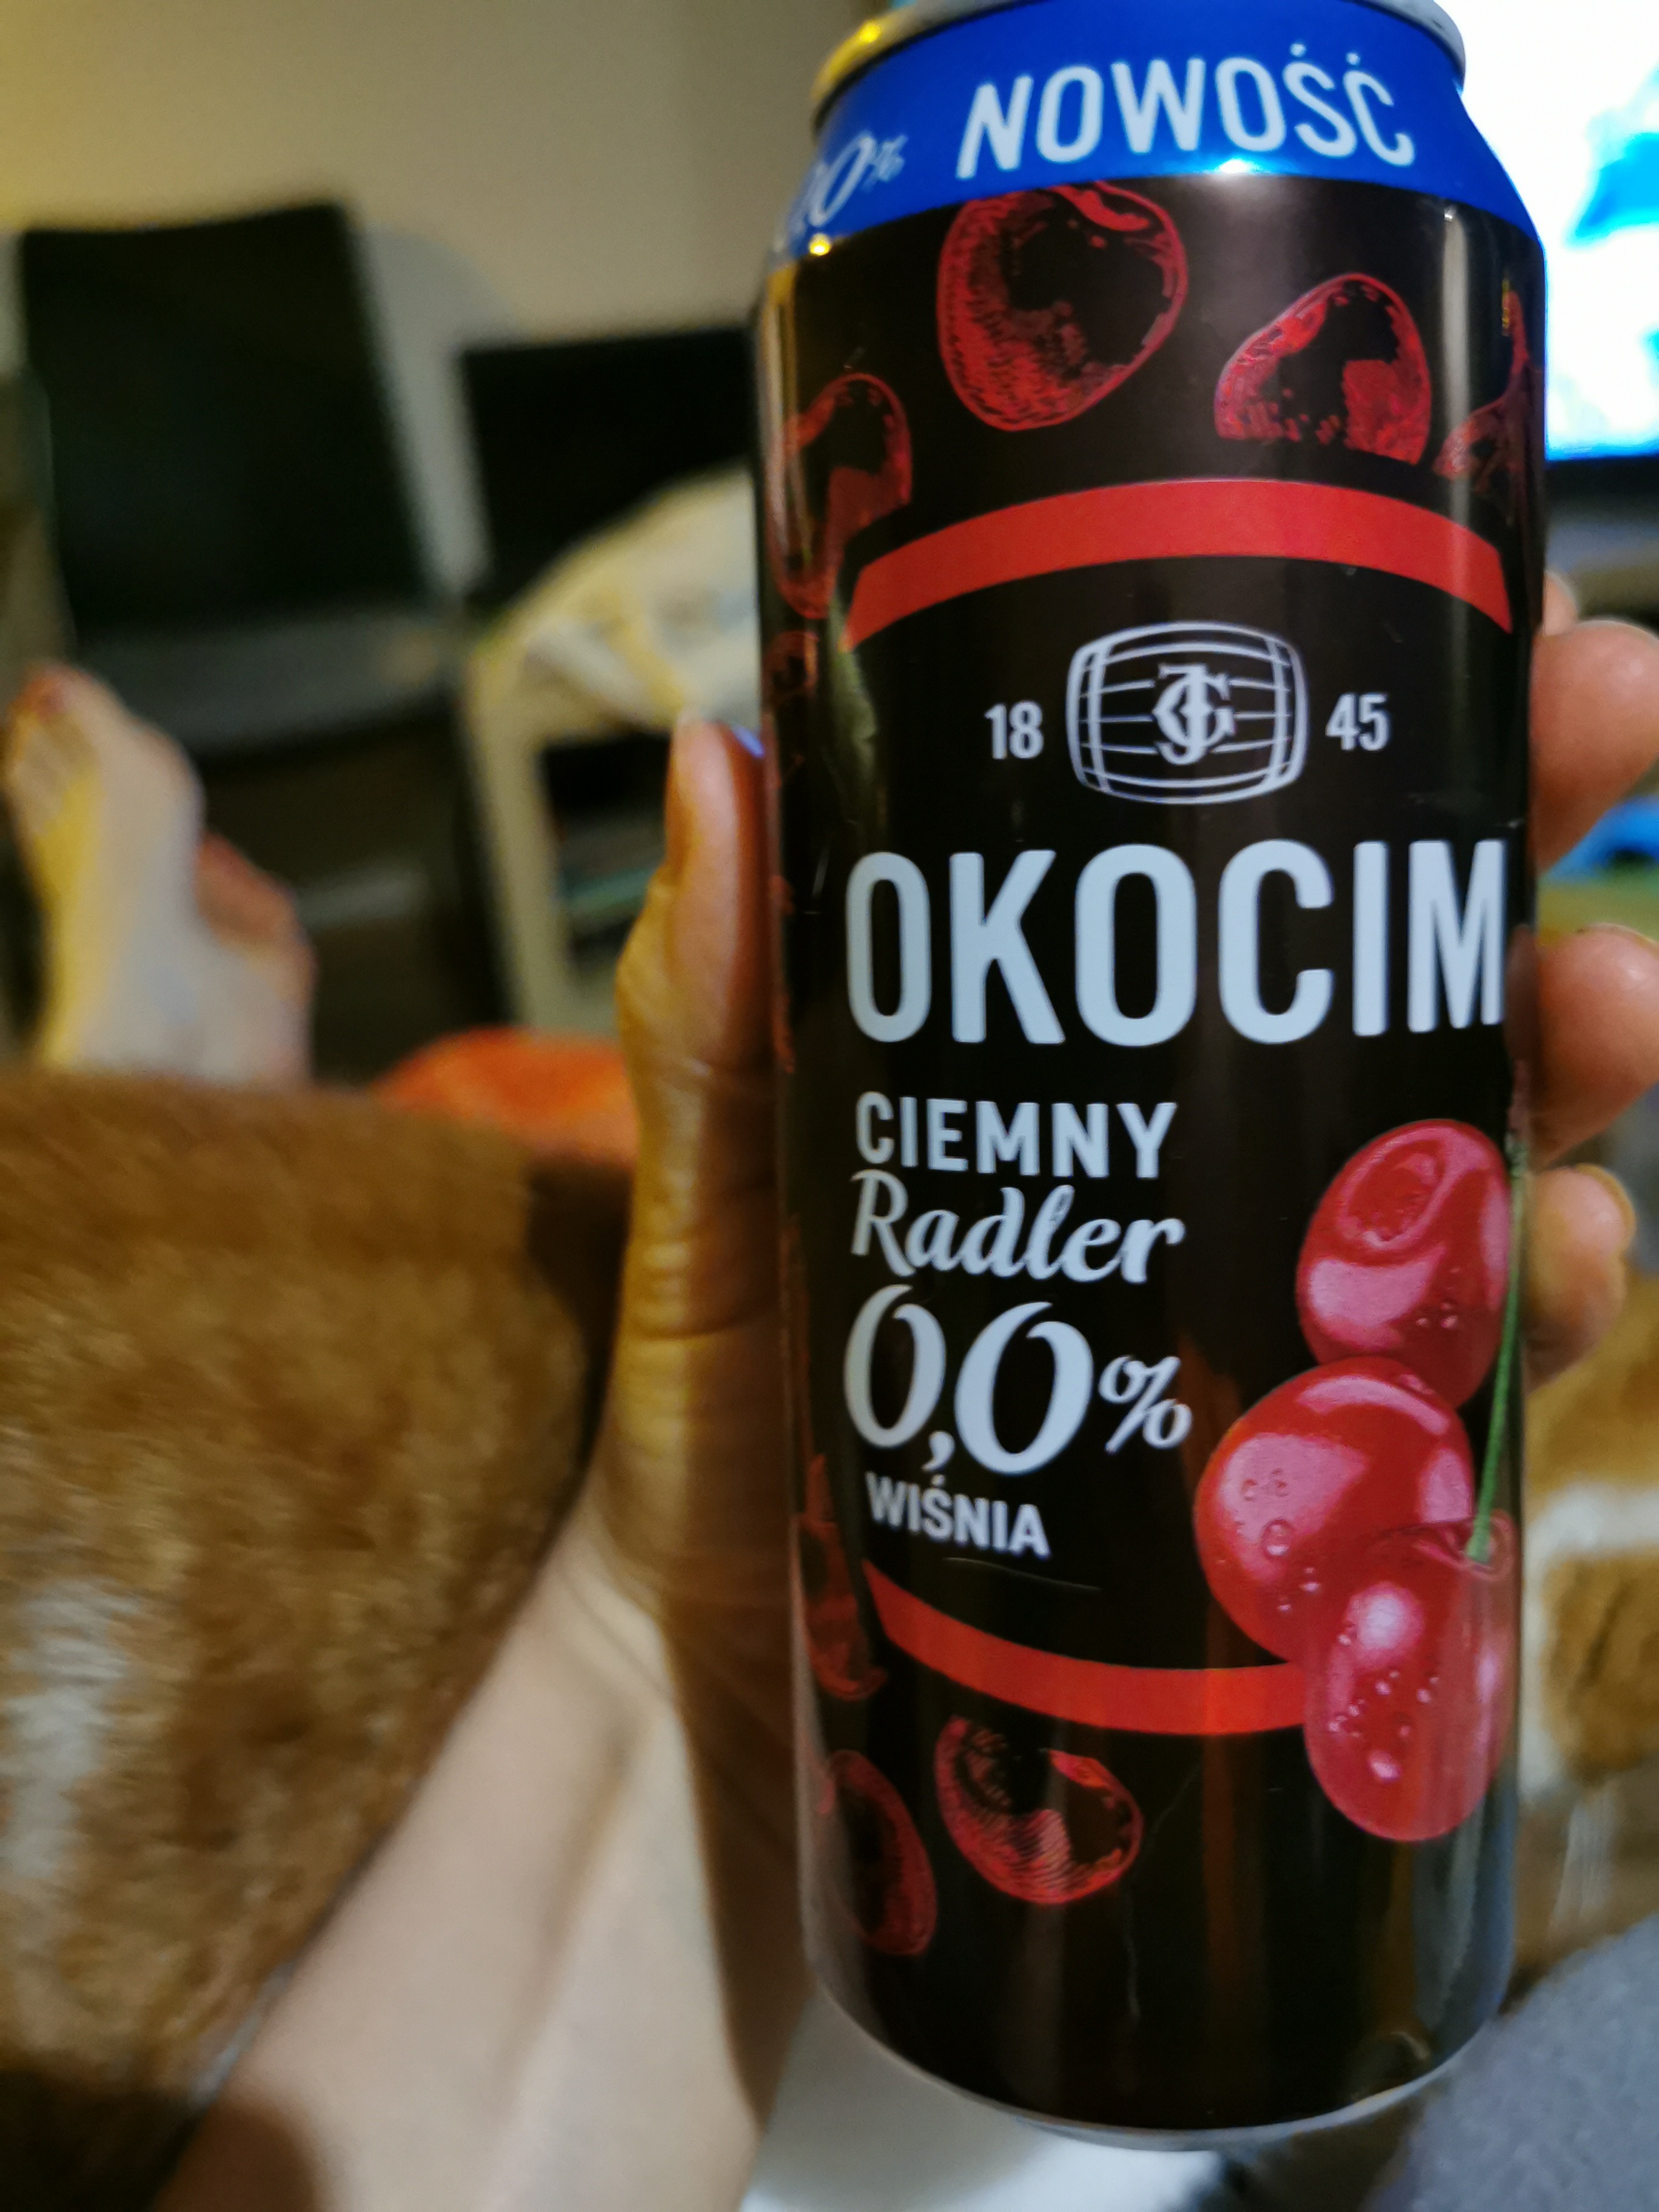 NOWOŚĆ
18 45
OKOCIM
CIEMNY
Radler
0,0%
WIŚNIA